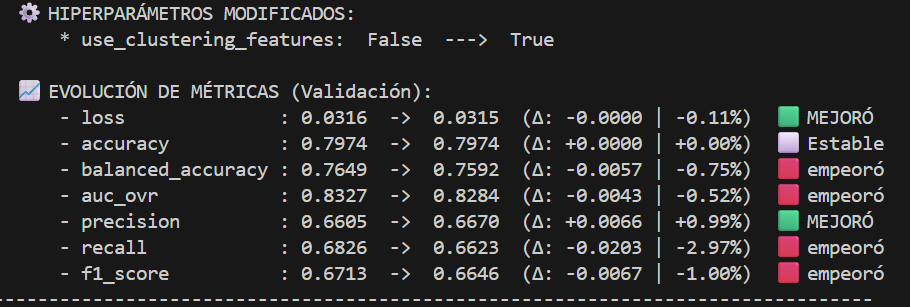 ⚙️ HIPERPARÁMETROS MODIFICADOS:
* use_clustering_features: False ---> True
📈 EVOLUCIÓN DE MÉTRICAS (Validación):
- loss : 0.0316 -> 0.0315 (Δ: -0.0000 | -0.11%) 🟩 MEJORÓ
- accuracy : 0.7974 -> 0.7974 (Δ: +0.0000 | +0.00%) ⬜ Estable
- balanced_accuracy : 0.7649 -> 0.7592 (Δ: -0.0057 | -0.75%) 🟥 empeoró
- auc_ovr : 0.8327 -> 0.8284 (Δ: -0.0043 | -0.52%) 🟥 empeoró
- precision : 0.6605 -> 0.6670 (Δ: +0.0066 | +0.99%) 🟩 MEJORÓ
- recall : 0.6826 -> 0.6623 (Δ: -0.0203 | -2.97%) 🟥 empeoró
- f1_score : 0.6713 -> 0.6646 (Δ: -0.0067 | -1.00%) 🟥 empeoró
--------------------------------------------------------------------------------